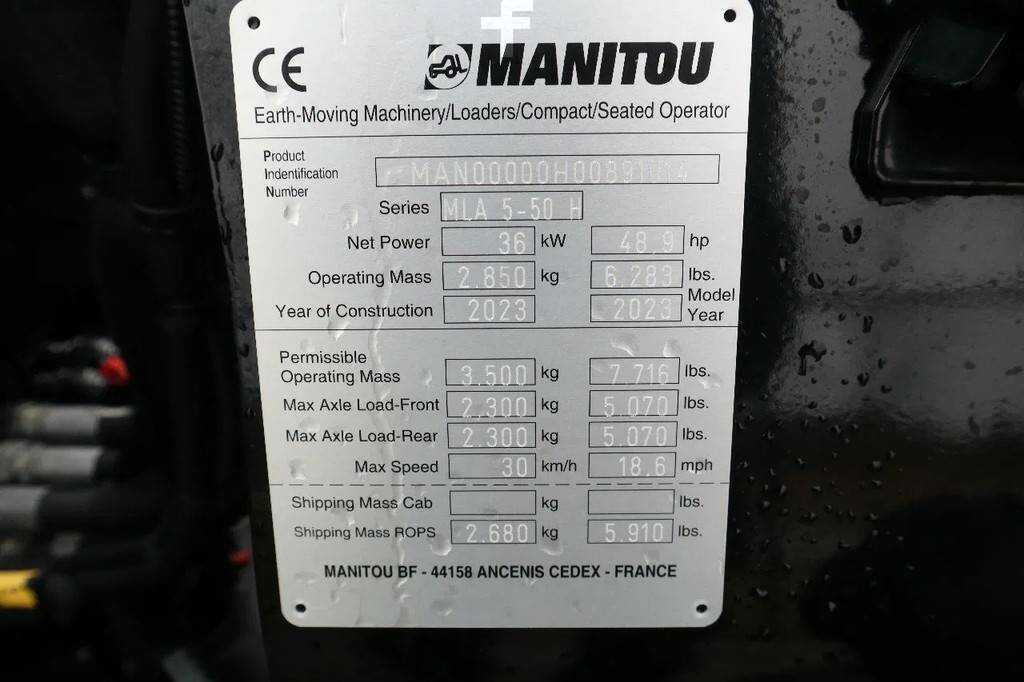 CE
MANITOU
Earth-Moving Machinery/Loaders/Compact/Seated Operator
Product
Indentification
Number
Series MLA 5-50 H
Net Power 36 kW 48.9 hp
Operating Mass 2.850 kg 6.283 lbs.
Year of Construction 2023 2023 Model Year
Permissible
Operating Mass 3.500 kg 7.716 lbs.
Max Axle Load-Front 2.300 kg 5.070 lbs.
Max Axle Load-Rear 2.300 kg 5.070 lbs.
Max Speed 30 km/h 18.6 mph
Shipping Mass Cab kg lbs.
Shipping Mass ROPS 2.680 kg 5.910 lbs.
MANITOU BF - 44158 ANCENIS CEDEX - FRANCE